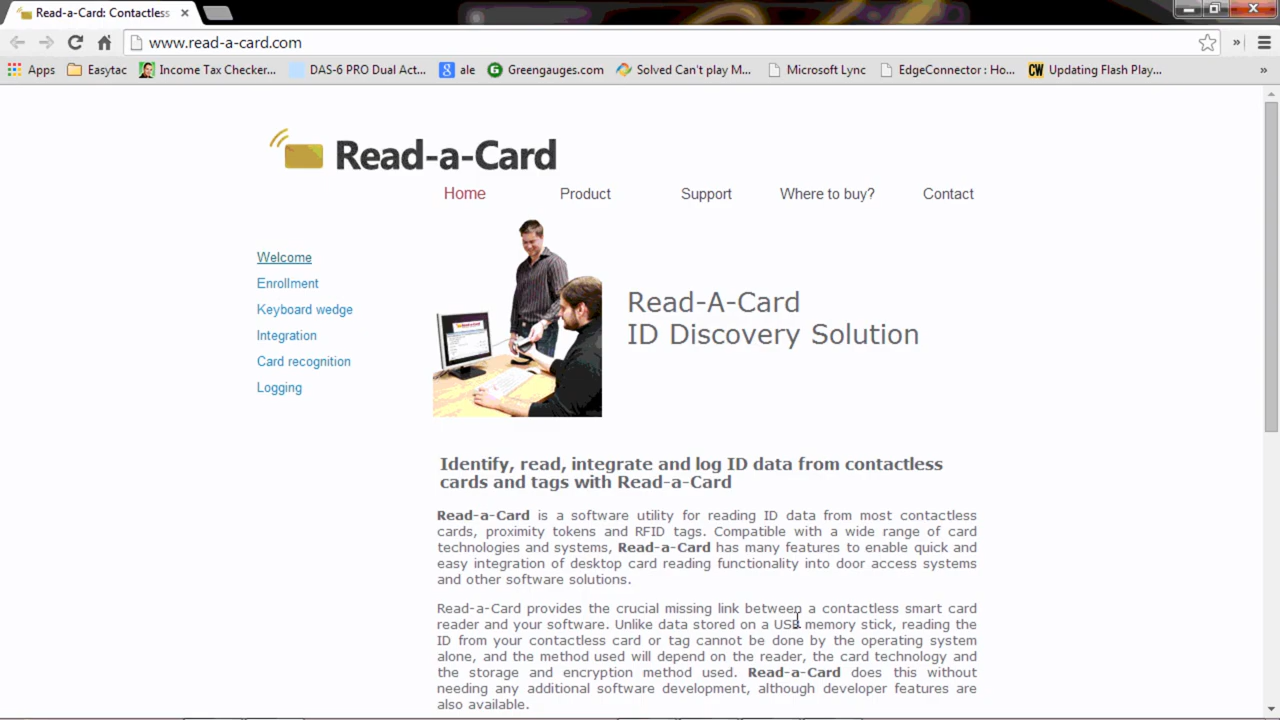 Read-a-Card: Contactless
www.read-a-card.com
Apps Easytac Income Tax Checker... DAS-6 PRO Dual Act... ale Greengauges.com Solved Can't play M... Microsoft Lync EdgeConnector : Ho... CW Updating Flash Play...
Read-a-Card
Home Product Support Where to buy? Contact
Welcome
Enrollment
Keyboard wedge
Integration
Card recognition
Logging
Read-A-Card
ID Discovery Solution
Identify, read, integrate and log ID data from contactless
cards and tags with Read-a-Card
Read-a-Card is a software utility for reading ID data from most contactless
cards, proximity tokens and RFID tags. Compatible with a wide range of card
technologies and systems, Read-a-Card has many features to enable quick and
easy integration of desktop card reading functionality into door access systems
and other software solutions.
Read-a-Card provides the crucial missing link between a contactless smart card
reader and your software. Unlike data stored on a USB memory stick, reading the
ID from your contactless card or tag cannot be done by the operating system
alone, and the method used will depend on the reader, the card technology and
the storage and encryption method used. Read-a-Card does this without
needing any additional software development, although developer features are
also available.